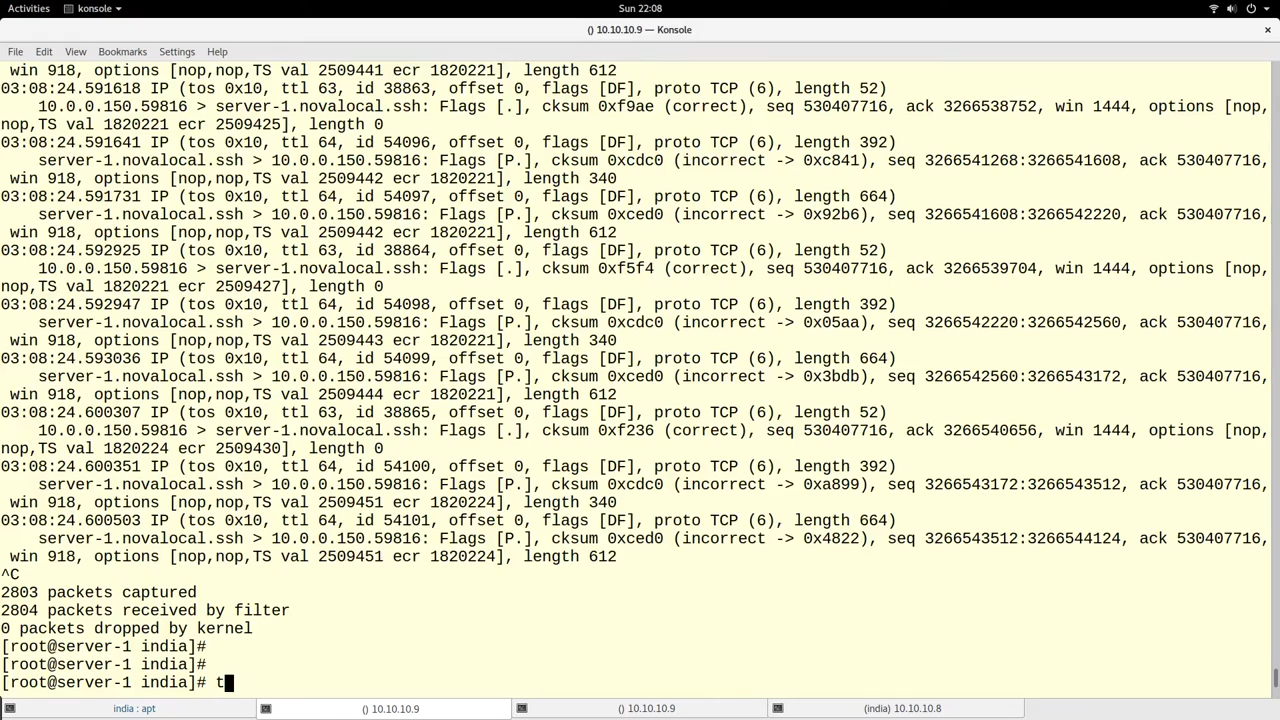 Activities konsole Sun 22:08
() 10.10.10.9 — Konsole
File Edit View Bookmarks Settings Help
win 918, options [nop,nop,TS val 2509441 ecr 1820221], length 612
03:08:24.591618 IP (tos 0x10, ttl 63, id 38863, offset 0, flags [DF], proto TCP (6), length 52)
10.0.0.150.59816 > server-1.novalocal.ssh: Flags [.], cksum 0xf9ae (correct), seq 530407716, ack 3266538752, win 1444, options [nop,
nop,TS val 1820221 ecr 2509425], length 0
03:08:24.591641 IP (tos 0x10, ttl 64, id 54096, offset 0, flags [DF], proto TCP (6), length 392)
server-1.novalocal.ssh > 10.0.0.150.59816: Flags [P.], cksum 0xcdc0 (incorrect -> 0xc841), seq 3266541268:3266541608, ack 530407716,
win 918, options [nop,nop,TS val 2509442 ecr 1820221], length 340
03:08:24.591731 IP (tos 0x10, ttl 64, id 54097, offset 0, flags [DF], proto TCP (6), length 664)
server-1.novalocal.ssh > 10.0.0.150.59816: Flags [P.], cksum 0xced0 (incorrect -> 0x92b6), seq 3266541608:3266542220, ack 530407716,
win 918, options [nop,nop,TS val 2509442 ecr 1820221], length 612
03:08:24.592925 IP (tos 0x10, ttl 63, id 38864, offset 0, flags [DF], proto TCP (6), length 52)
10.0.0.150.59816 > server-1.novalocal.ssh: Flags [.], cksum 0xf5f4 (correct), seq 530407716, ack 3266539704, win 1444, options [nop,
nop,TS val 1820221 ecr 2509427], length 0
03:08:24.592947 IP (tos 0x10, ttl 64, id 54098, offset 0, flags [DF], proto TCP (6), length 392)
server-1.novalocal.ssh > 10.0.0.150.59816: Flags [P.], cksum 0xcdc0 (incorrect -> 0x05aa), seq 3266542220:3266542560, ack 530407716,
win 918, options [nop,nop,TS val 2509443 ecr 1820221], length 340
03:08:24.593036 IP (tos 0x10, ttl 64, id 54099, offset 0, flags [DF], proto TCP (6), length 664)
server-1.novalocal.ssh > 10.0.0.150.59816: Flags [P.], cksum 0xced0 (incorrect -> 0x3bdb), seq 3266542560:3266543172, ack 530407716,
win 918, options [nop,nop,TS val 2509444 ecr 1820221], length 612
03:08:24.600307 IP (tos 0x10, ttl 63, id 38865, offset 0, flags [DF], proto TCP (6), length 52)
10.0.0.150.59816 > server-1.novalocal.ssh: Flags [.], cksum 0xf236 (correct), seq 530407716, ack 3266540656, win 1444, options [nop,
nop,TS val 1820224 ecr 2509430], length 0
03:08:24.600351 IP (tos 0x10, ttl 64, id 54100, offset 0, flags [DF], proto TCP (6), length 392)
server-1.novalocal.ssh > 10.0.0.150.59816: Flags [P.], cksum 0xcdc0 (incorrect -> 0xa899), seq 3266543172:3266543512, ack 530407716,
win 918, options [nop,nop,TS val 2509451 ecr 1820224], length 340
03:08:24.600503 IP (tos 0x10, ttl 64, id 54101, offset 0, flags [DF], proto TCP (6), length 664)
server-1.novalocal.ssh > 10.0.0.150.59816: Flags [P.], cksum 0xced0 (incorrect -> 0x4822), seq 3266543512:3266544124, ack 530407716,
win 918, options [nop,nop,TS val 2509451 ecr 1820224], length 612
^C
2803 packets captured
2804 packets received by filter
0 packets dropped by kernel
[root@server-1 india]#
[root@server-1 india]#
[root@server-1 india]# t
india : apt () 10.10.10.9 () 10.10.10.9 (india) 10.10.10.8